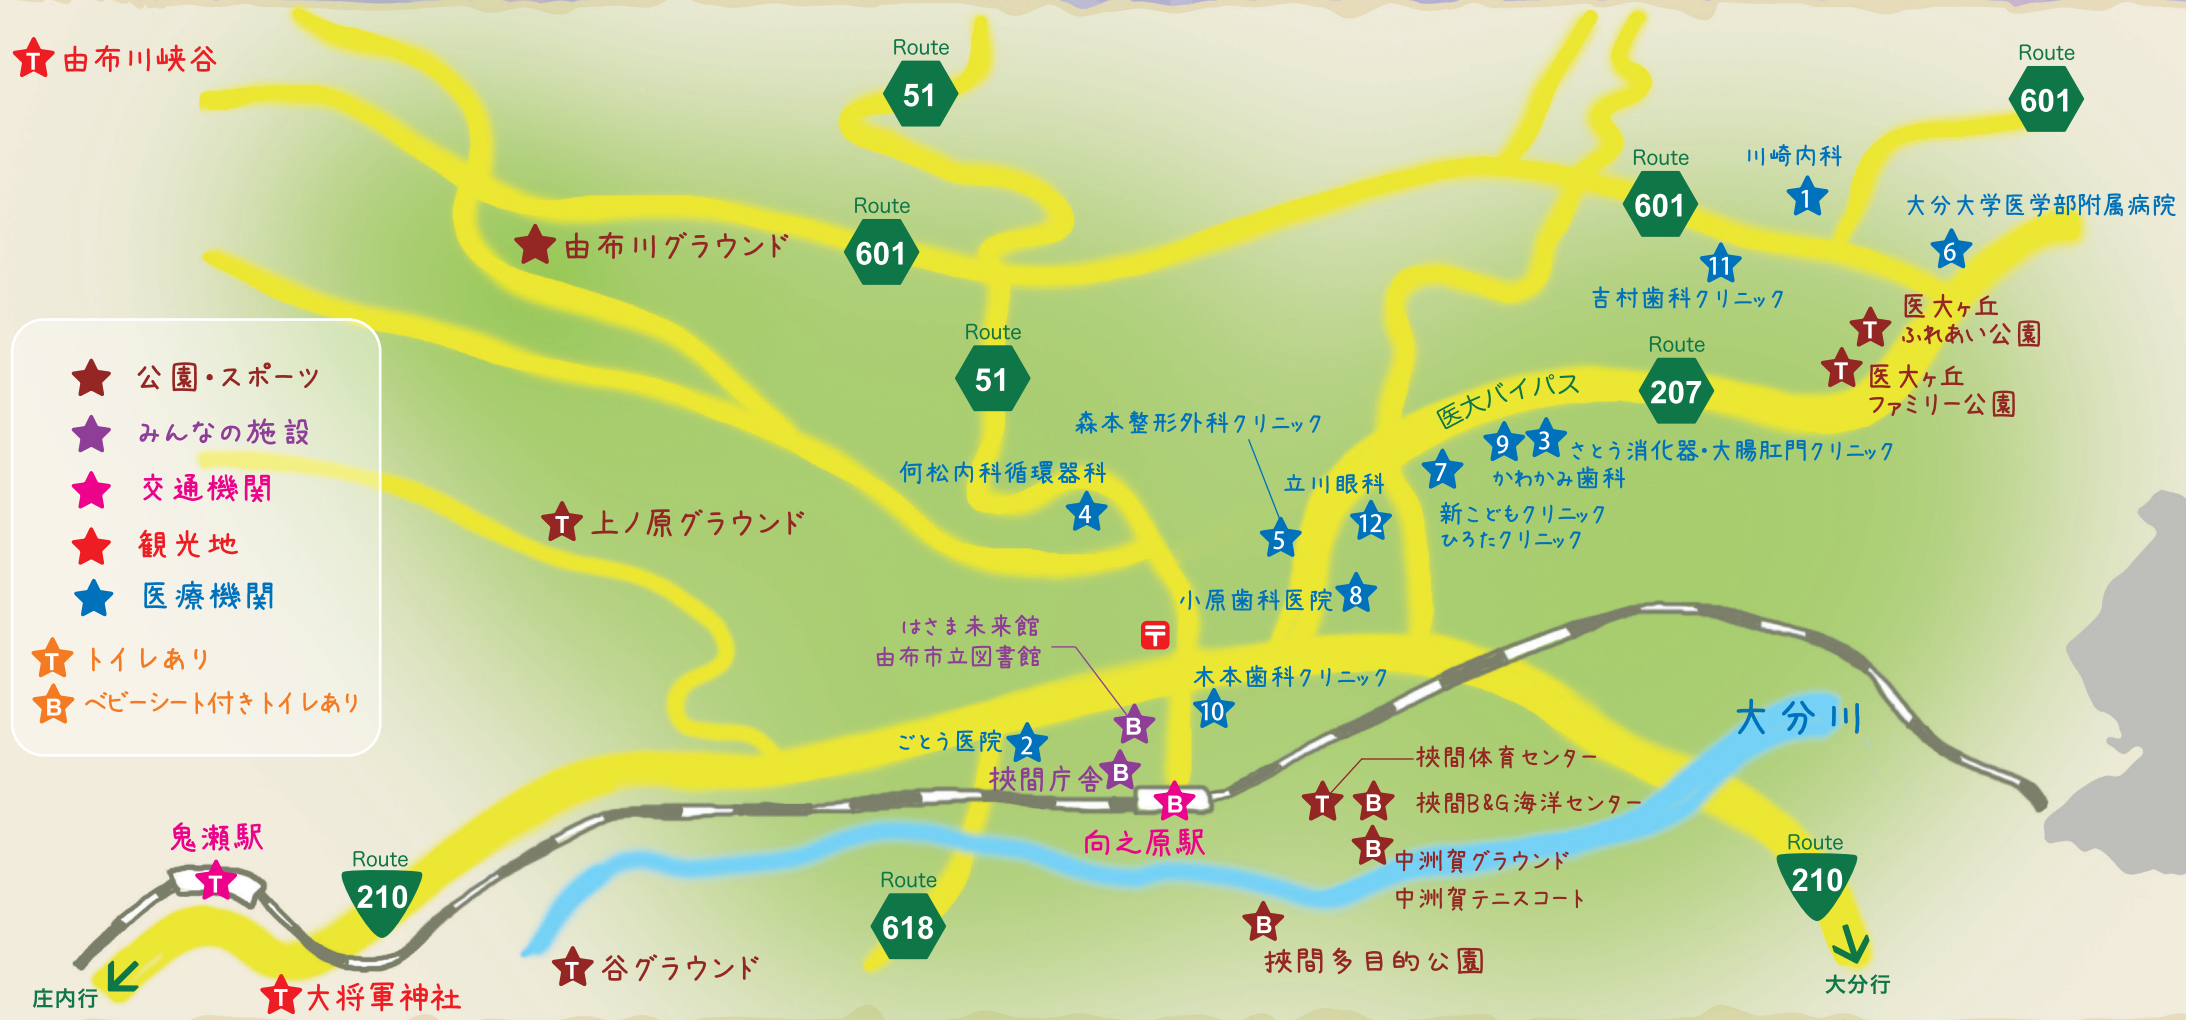 T 由布川峡谷
Route
51
Route
601
川崎内科
1
Route
601
大分大学医学部附属病院
6
由布川グラウンド
Route
601
11
吉村歯科クリニック
T 医大ヶ丘
ふれあい公園
T 医大ヶ丘
ファミリー公園
Route
51
Route
207
医大バイパス
公園・スポーツ
みんなの施設
交通機関
観光地
医療機関
T トイレあり
B ベビーシート付きトイレあり
森本整形外科クリニック
5
何松内科循環器科
4
立川眼科
12
9 3 さとう消化器・大腸肛門クリニック
かわかみ歯科
7
新こどもクリニック
ひろたクリニック
T 上ノ原グラウンド
小原歯科医院 8
〒
はさま未来館
由布市立図書館
B
木本歯科クリニック
10
ごとう医院 2
挾間庁舎 B
B
向之原駅
大分川
挾間体育センター
T B 挾間B&G海洋センター
B 中洲賀グラウンド
中洲賀テニスコート
B
挾間多目的公園
鬼瀬駅
T
Route
210
Route
618
Route
210
庄内行
T 大将軍神社
T 谷グラウンド
大分行